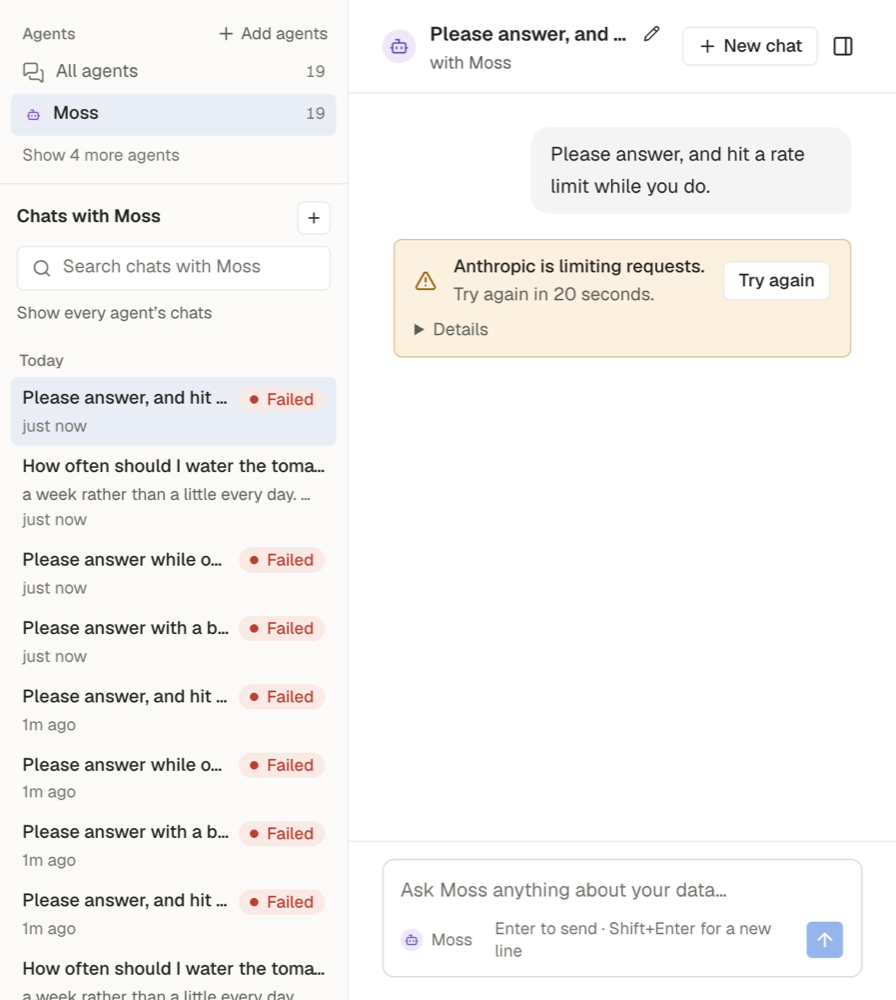 Agents
Add agents
All agents
19
Moss
19
Show 4 more agents
Chats with Moss
Search chats with Moss
Show every agent's chats
Today
Please answer, and hit ...
Failed
just now
How often should I water the toma...
a week rather than a little every day. ...
just now
Please answer while o...
Failed
just now
Please answer with a b...
Failed
just now
Please answer, and hit ...
Failed
1m ago
Please answer while o...
Failed
1m ago
Please answer with a b...
Failed
1m ago
Please answer, and hit ...
Failed
1m ago
How often should I water the toma...
a week rather than a little every day.
Please answer, and ...
with Moss
New chat
Please answer, and hit a rate
limit while you do.
Anthropic is limiting requests.
Try again in 20 seconds.
Try again
Details
Ask Moss anything about your data...
Moss
Enter to send · Shift+Enter for a new
line